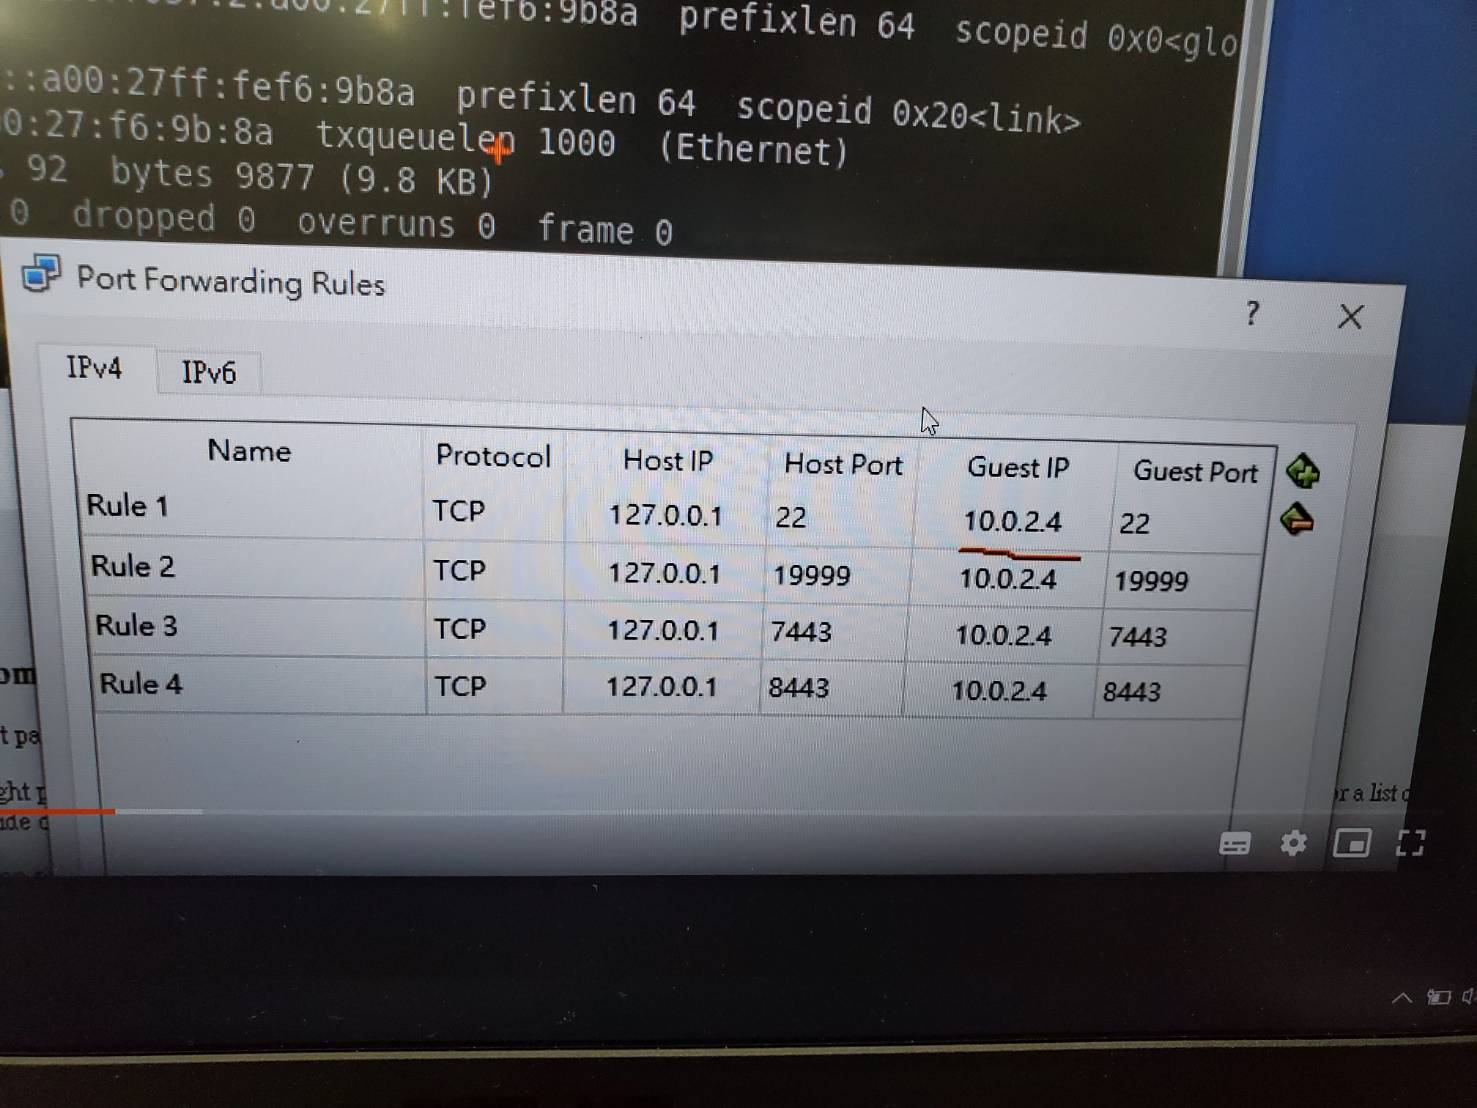 :fef6:9b8a prefixlen 64 scopeid 0x0<glo
::a00:27ff:fef6:9b8a prefixlen 64 scopeid 0x20<link>
0:27:f6:9b:8a txqueuelen 1000 (Ethernet)
92 bytes 9877 (9.8 KB)
0 dropped 0 overruns 0 frame 0
Port Forwarding Rules ?
IPv4 IPv6
Name Protocol Host IP Host Port Guest IP Guest Port
Rule 1 TCP 127.0.0.1 22 10.0.2.4 22
Rule 2 TCP 127.0.0.1 19999 10.0.2.4 19999
Rule 3 TCP 127.0.0.1 7443 10.0.2.4 7443
Rule 4 TCP 127.0.0.1 8443 10.0.2.4 8443
om
t pa
ght p
r a list o
ude